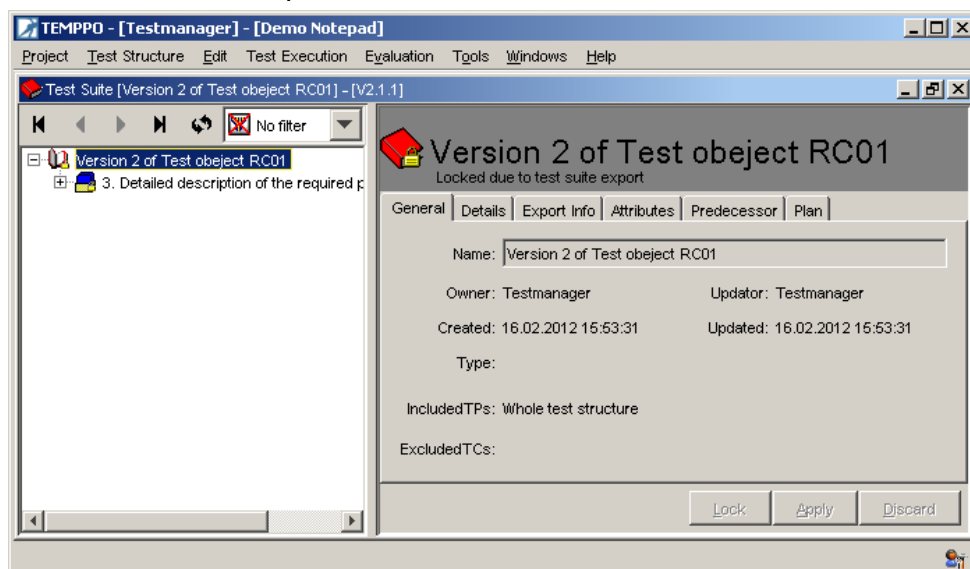 TEMPPO - [Testmanager] - [Demo Notepad]
Project Test Structure Edit Test Execution Evaluation Tools Windows Help
Test Suite [Version 2 of Test obeject RC01] - [V2.1.1]
No filter
Version 2 of Test obeject RC01
3. Detailed description of the required p
Version 2 of Test obeject RC01
Locked due to test suite export
General Details Export Info Attributes Predecessor Plan
Name: Version 2 of Test obeject RC01
Owner: Testmanager Updator: Testmanager
Created: 16.02.2012 15:53:31 Updated: 16.02.2012 15:53:31
Type:
IncludedTPs: Whole test structure
ExcludedTCs:
Lock Apply Discard